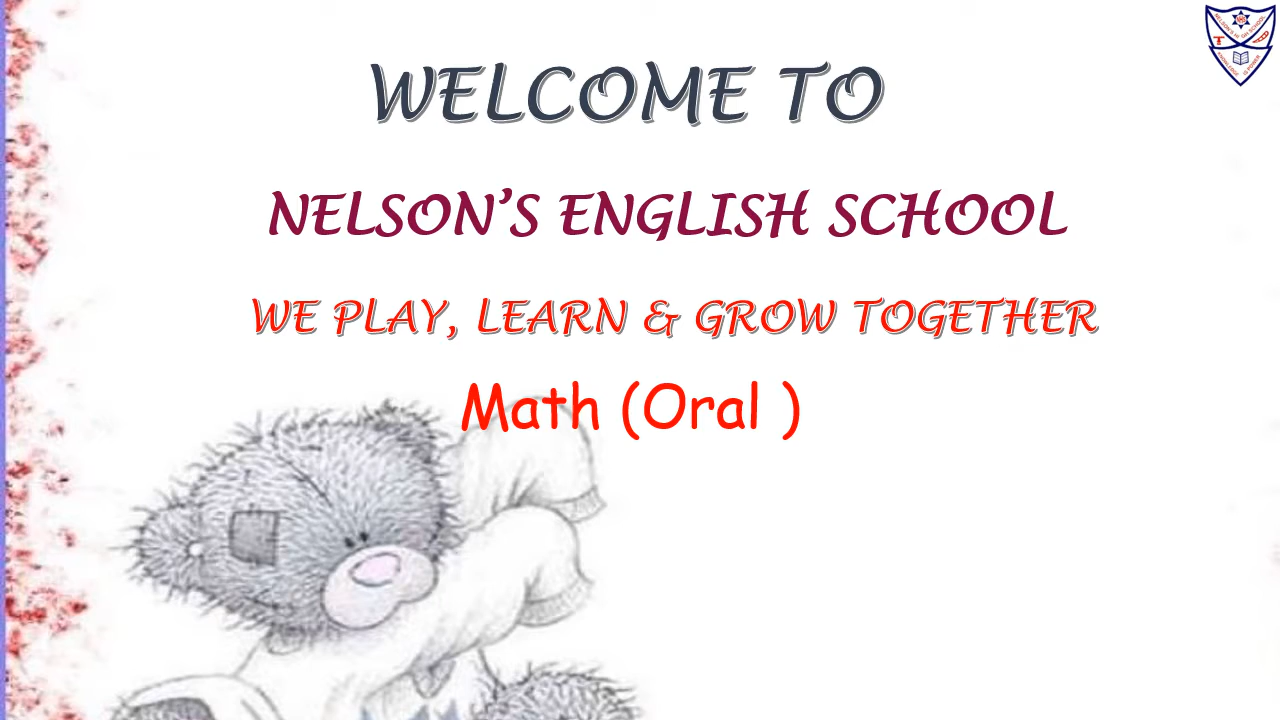 WELCOME TO
NELSON'S ENGLISH SCHOOL
WE PLAY, LEARN & GROW TOGETHER
Math (Oral )